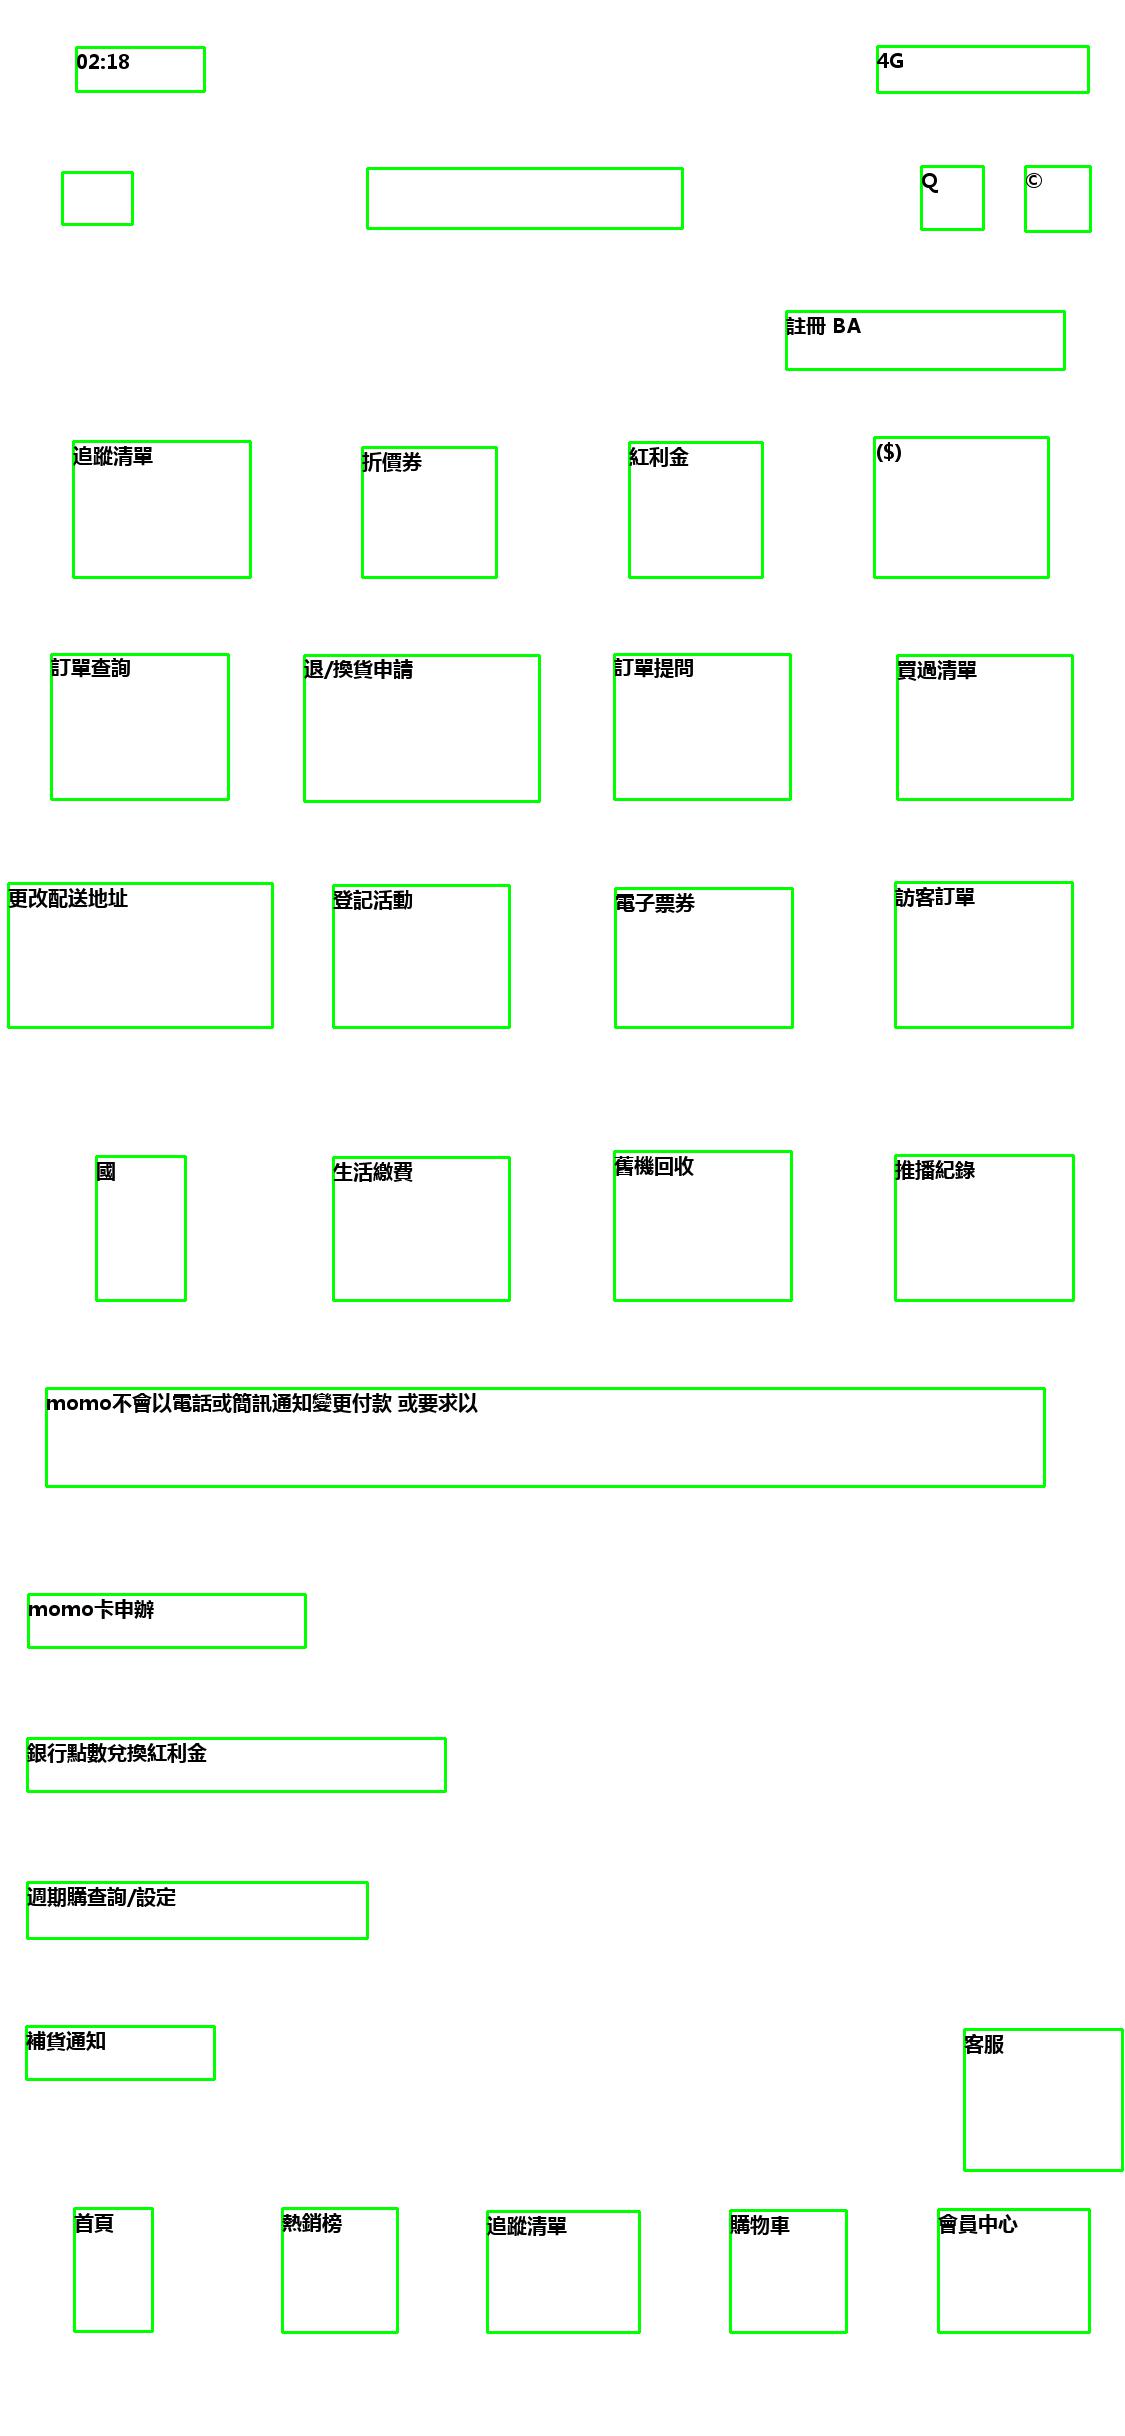 02:18
4G
Q
©
註冊 BA
追蹤清單
折價券
紅利金
($)
訂單查詢
退/換貨申請
訂單提問
買過清單
更改配送地址
登記活動
電子票券
訪客訂單
國
生活繳費
舊機回收
推播紀錄
momo不會以電話或簡訊通知變更付款 或要求以
momo卡申辦
銀行點數兌換紅利金
週期購查詢/設定
補貨通知
客服
首頁
熱銷榜
追蹤清單
購物車
會員中心